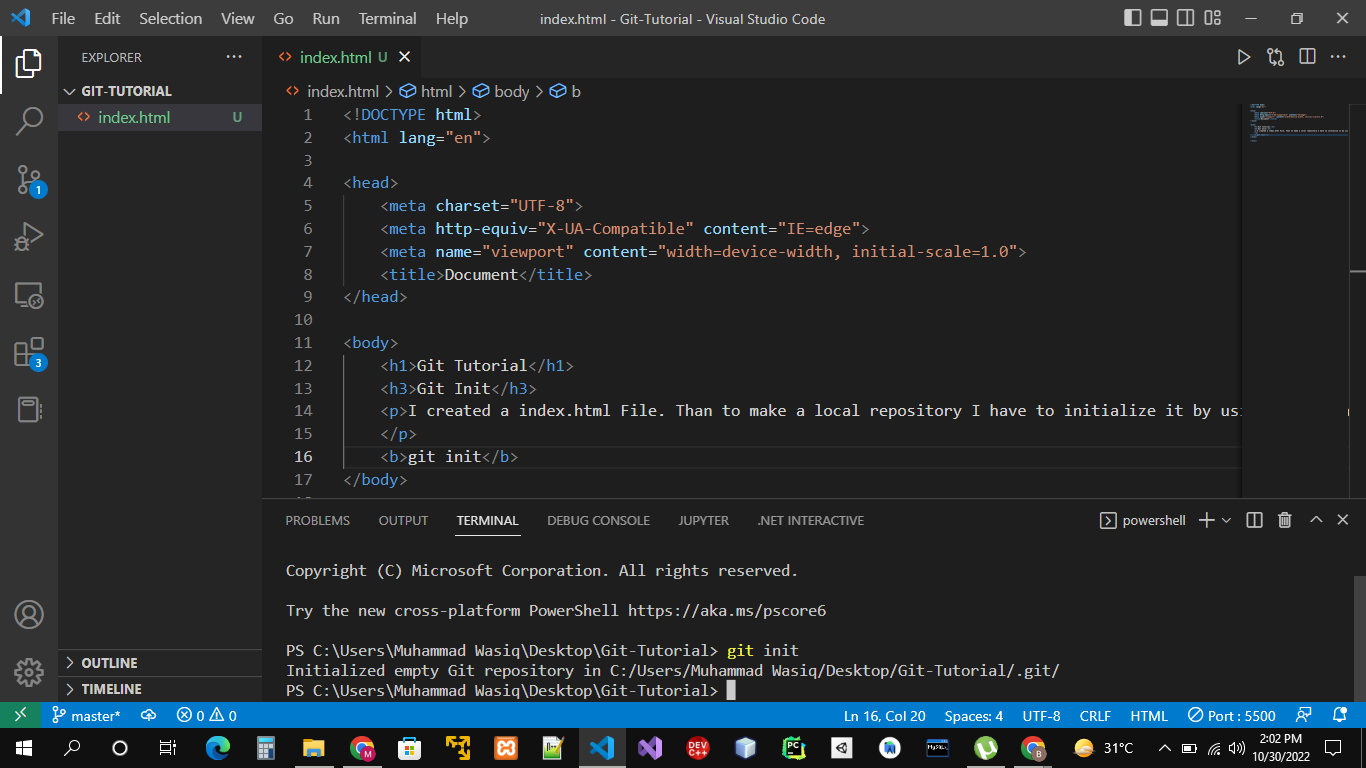 File Edit Selection View Go Run Terminal Help index.html - Git-Tutorial - Visual Studio Code
EXPLORER
GIT-TUTORIAL
index.html U
OUTLINE
TIMELINE
1
3
index.html U
index.html > html > body > b
1 <!DOCTYPE html>
2 <html lang="en">
3
4 <head>
5 <meta charset="UTF-8">
6 <meta http-equiv="X-UA-Compatible" content="IE=edge">
7 <meta name="viewport" content="width=device-width, initial-scale=1.0">
8 <title>Document</title>
9 </head>
10
11 <body>
12 <h1>Git Tutorial</h1>
13 <h3>Git Init</h3>
14 <p>I created a index.html File. Than to make a local repository I have to initialize it by usi
15 </p>
16 <b>git init</b>
17 </body>
PROBLEMS OUTPUT TERMINAL DEBUG CONSOLE JUPYTER .NET INTERACTIVE powershell
Copyright (C) Microsoft Corporation. All rights reserved.
Try the new cross-platform PowerShell https://aka.ms/pscore6
PS C:\Users\Muhammad Wasiq\Desktop\Git-Tutorial> git init
Initialized empty Git repository in C:/Users/Muhammad Wasiq/Desktop/Git-Tutorial/.git/
PS C:\Users\Muhammad Wasiq\Desktop\Git-Tutorial>
master* 0 0 Ln 16, Col 20 Spaces: 4 UTF-8 CRLF HTML Port : 5500
M C++ DEV C++ PC MySQL B 31°C
2:02 PM
10/30/2022